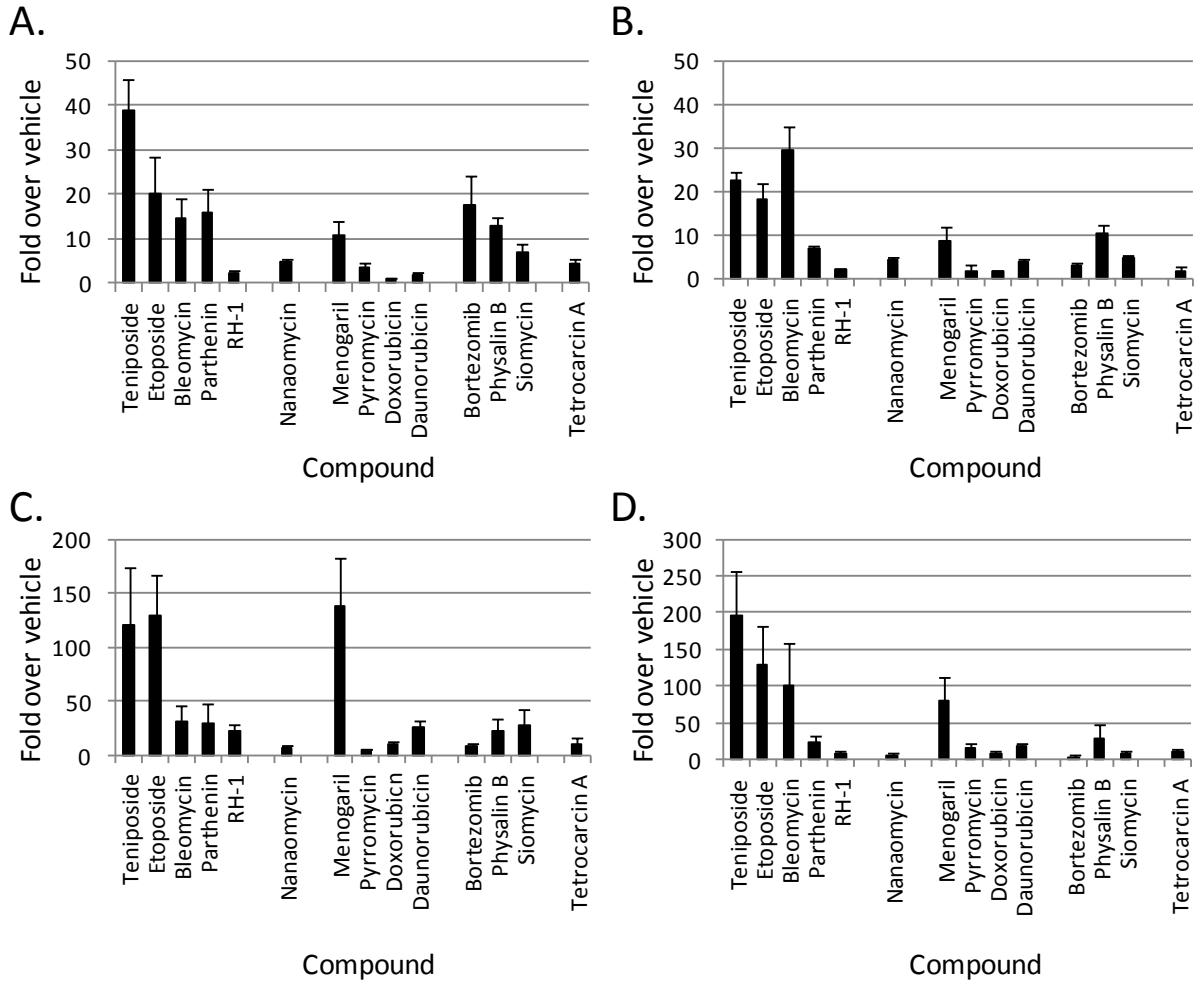 A.
Fold over vehicle
50
40
30
20
10
0
Teniposide
Etoposide
Bleomycin
Parthenin
RH-1
Nanaomycin
Menogaril
Pyrromycin
Doxorubicin
Daunorubicin
Bortezomib
Physalin B
Siomycin
Tetrocarcin A
Compound
B.
Fold over vehicle
50
40
30
20
10
0
Teniposide
Etoposide
Bleomycin
Parthenin
RH-1
Nanaomycin
Menogaril
Pyrromycin
Doxorubicin
Daunorubicin
Bortezomib
Physalin B
Siomycin
Tetrocarcin A
Compound
C.
Fold over vehicle
200
150
100
50
0
Teniposide
Etoposide
Bleomycin
Parthenin
RH-1
Nanaomycin
Menogaril
Pyrromycin
Doxorubicn
Daunorubicin
Bortezomib
Physalin B
Siomycin
Tetrocarcin A
Compound
D.
Fold over vehicle
300
250
200
150
100
50
0
Teniposide
Etoposide
Bleomycin
Parthenin
RH-1
Nanaomycin
Menogaril
Pyrromycin
Doxorubicin
Daunorubicin
Bortezomib
Physalin B
Siomycin
Tetrocarcin A
Compound